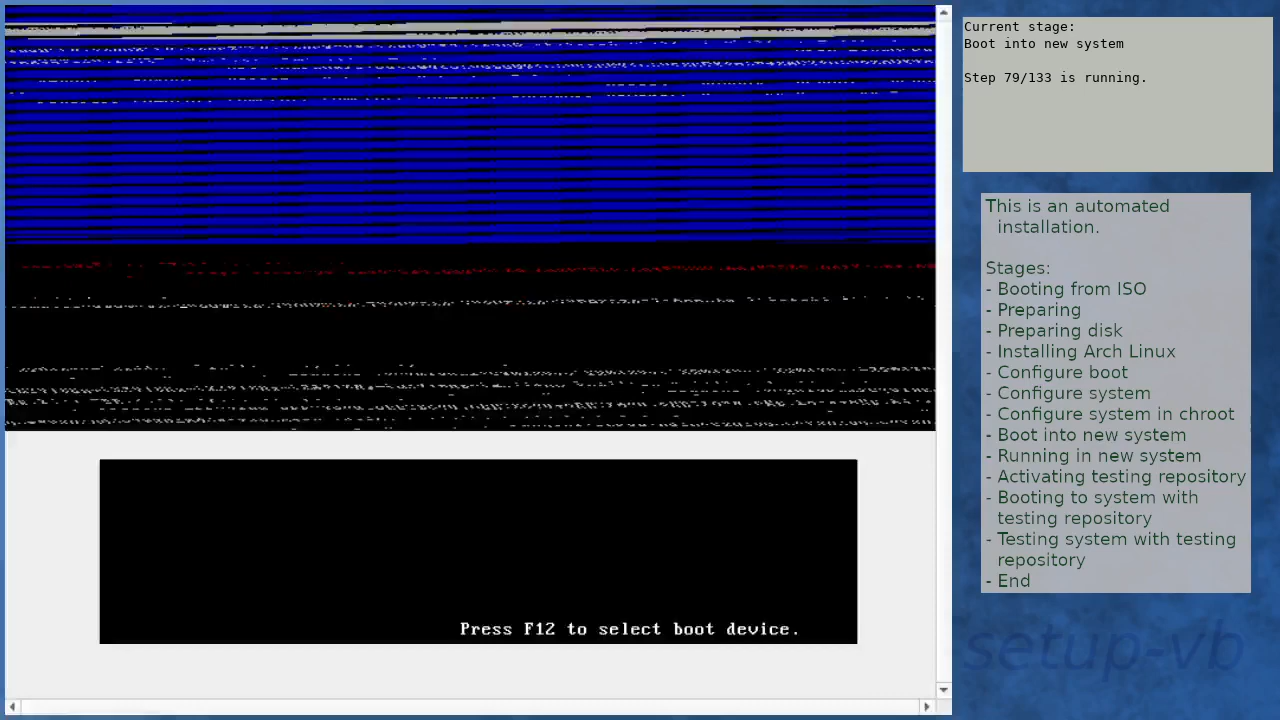 Current stage:
Boot into new system
Step 79/133 is running.
This is an automated
installation.
Stages:
- Booting from ISO
- Preparing
- Preparing disk
- Installing Arch Linux
- Configure boot
- Configure system
- Configure system in chroot
- Boot into new system
- Running in new system
- Activating testing repository
- Booting to system with
testing repository
- Testing system with testing
repository
- End
Press F12 to select boot device.
setup-vb